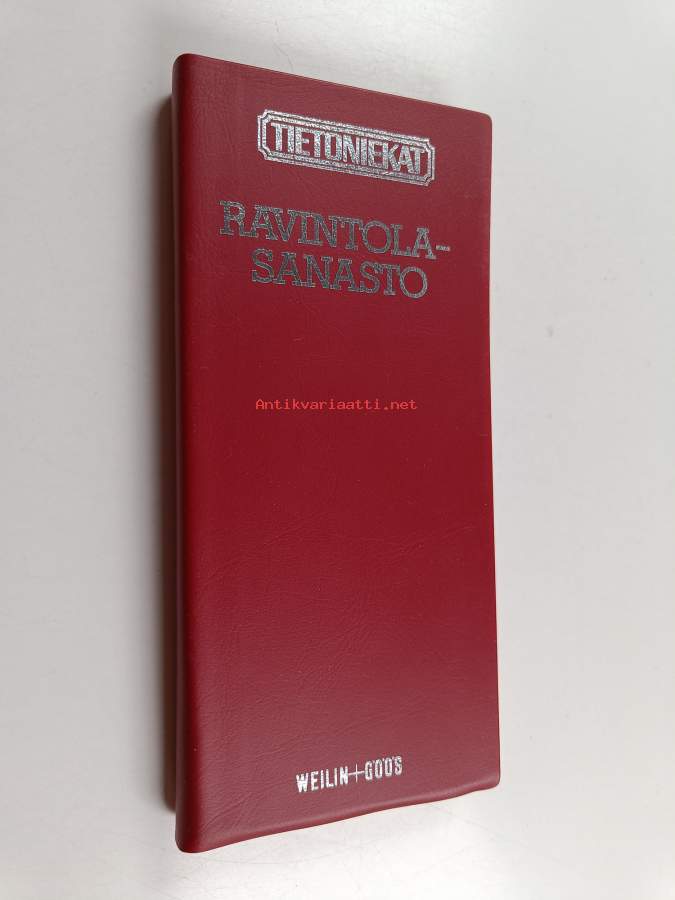 TIETONIEKAT
RAVINTOLA-
SANASTO
Antikvariaatti.net
WEILIN+GÖÖS